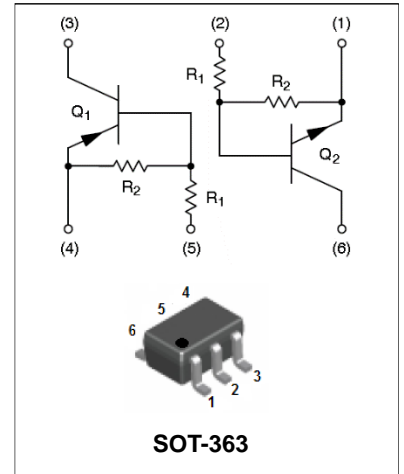 (3) (2) (1)
R1
R2
Q1
Q2
R2
R1
(4) (5) (6)
4
5
6
3
2
1
SOT-363